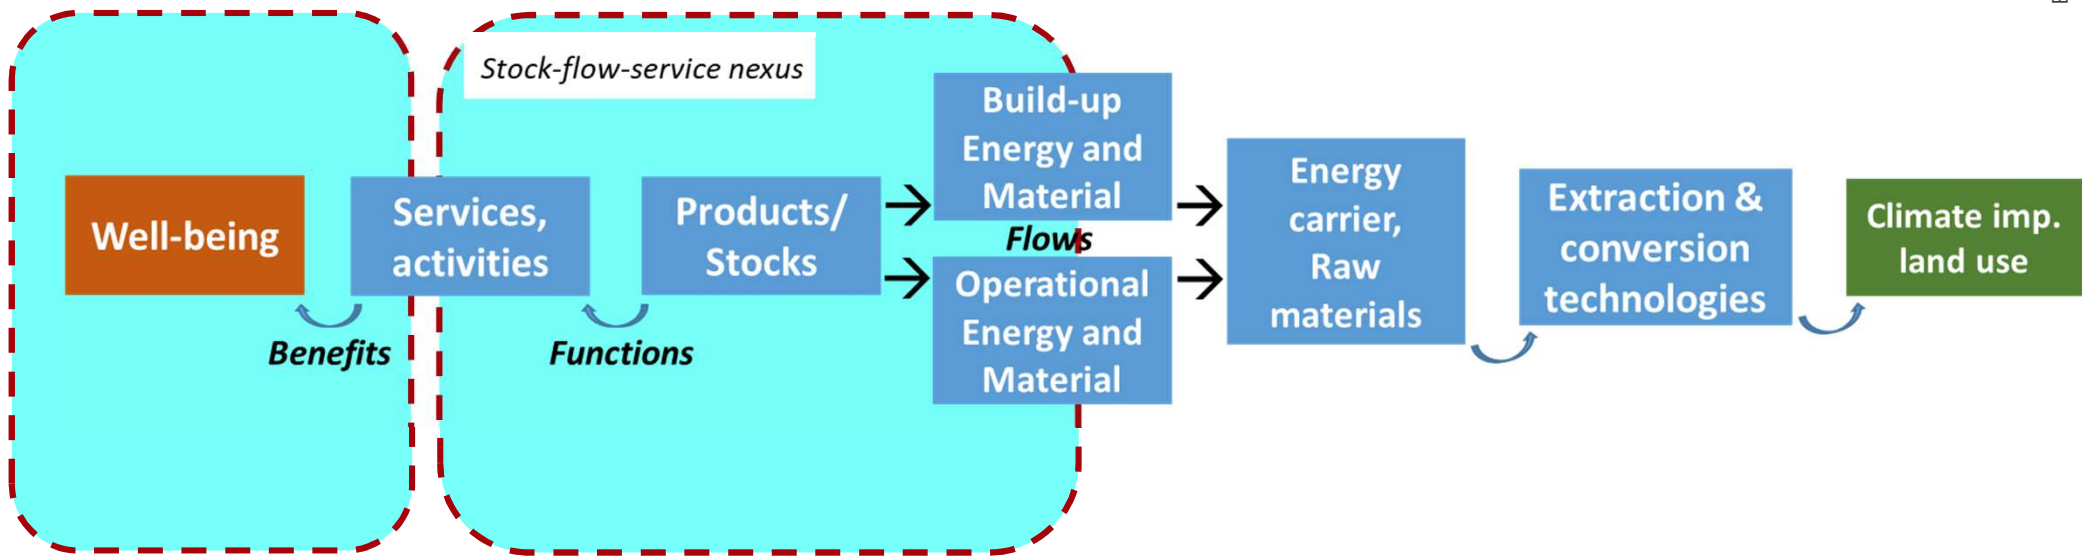 Stock-flow-service nexus
Well-being
Benefits
Services,
activities
Functions
Products/
Stocks
Build-up
Energy and
Material
Flows
Operational
Energy and
Material
Energy
carrier,
Raw
materials
Extraction &
conversion
technologies
Climate imp.
land use